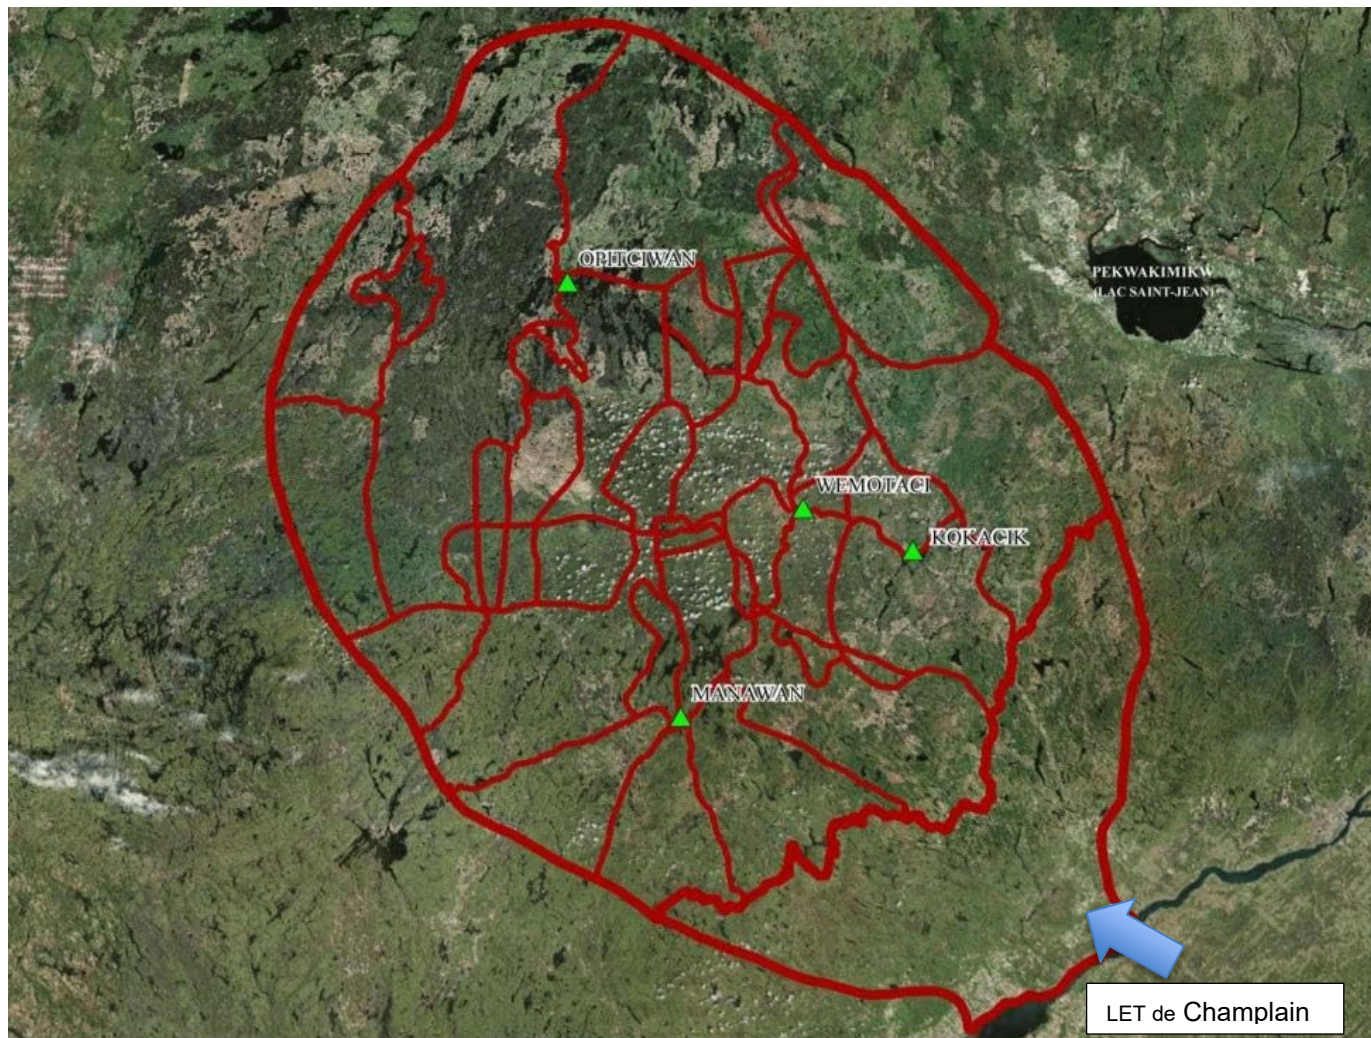 OPITCIWAN
PEKWAKIMIKW
(LAC SAINT-JEAN)
WEMOTACI
KOKACIK
MANAWAN
LET de Champlain